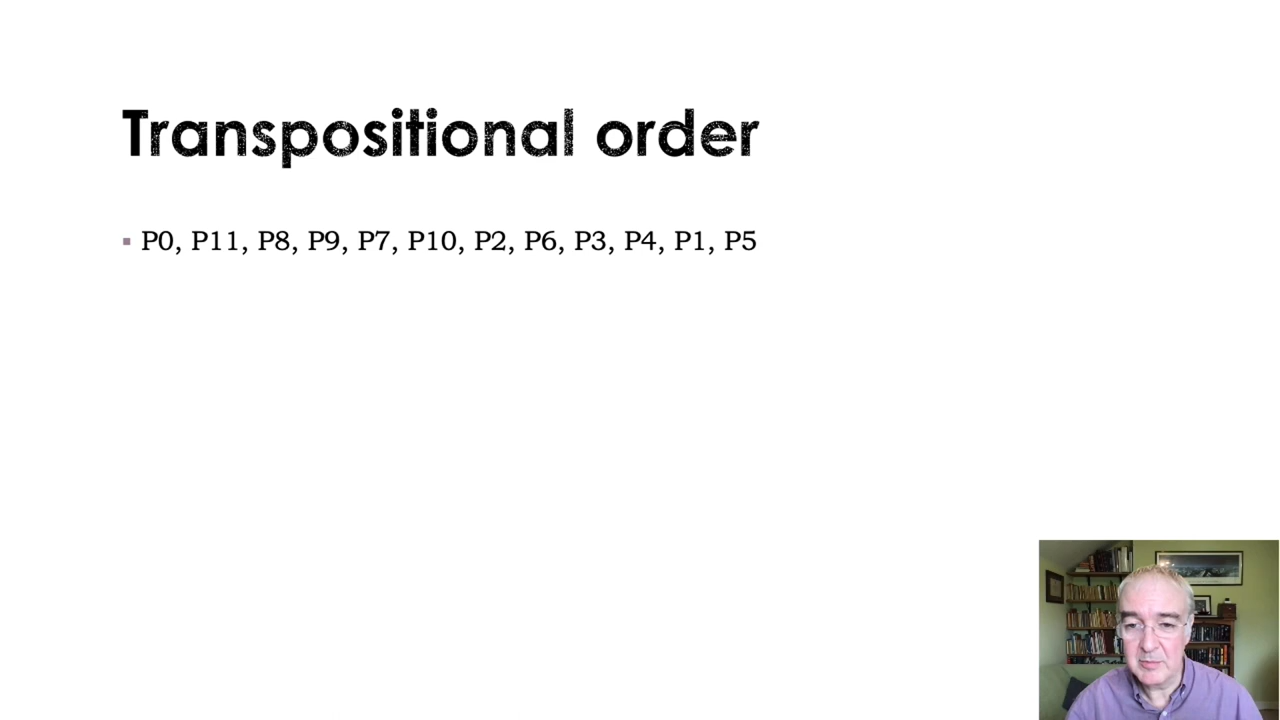 Transpositional order
P0, P11, P8, P9, P7, P10, P2, P6, P3, P4, P1, P5